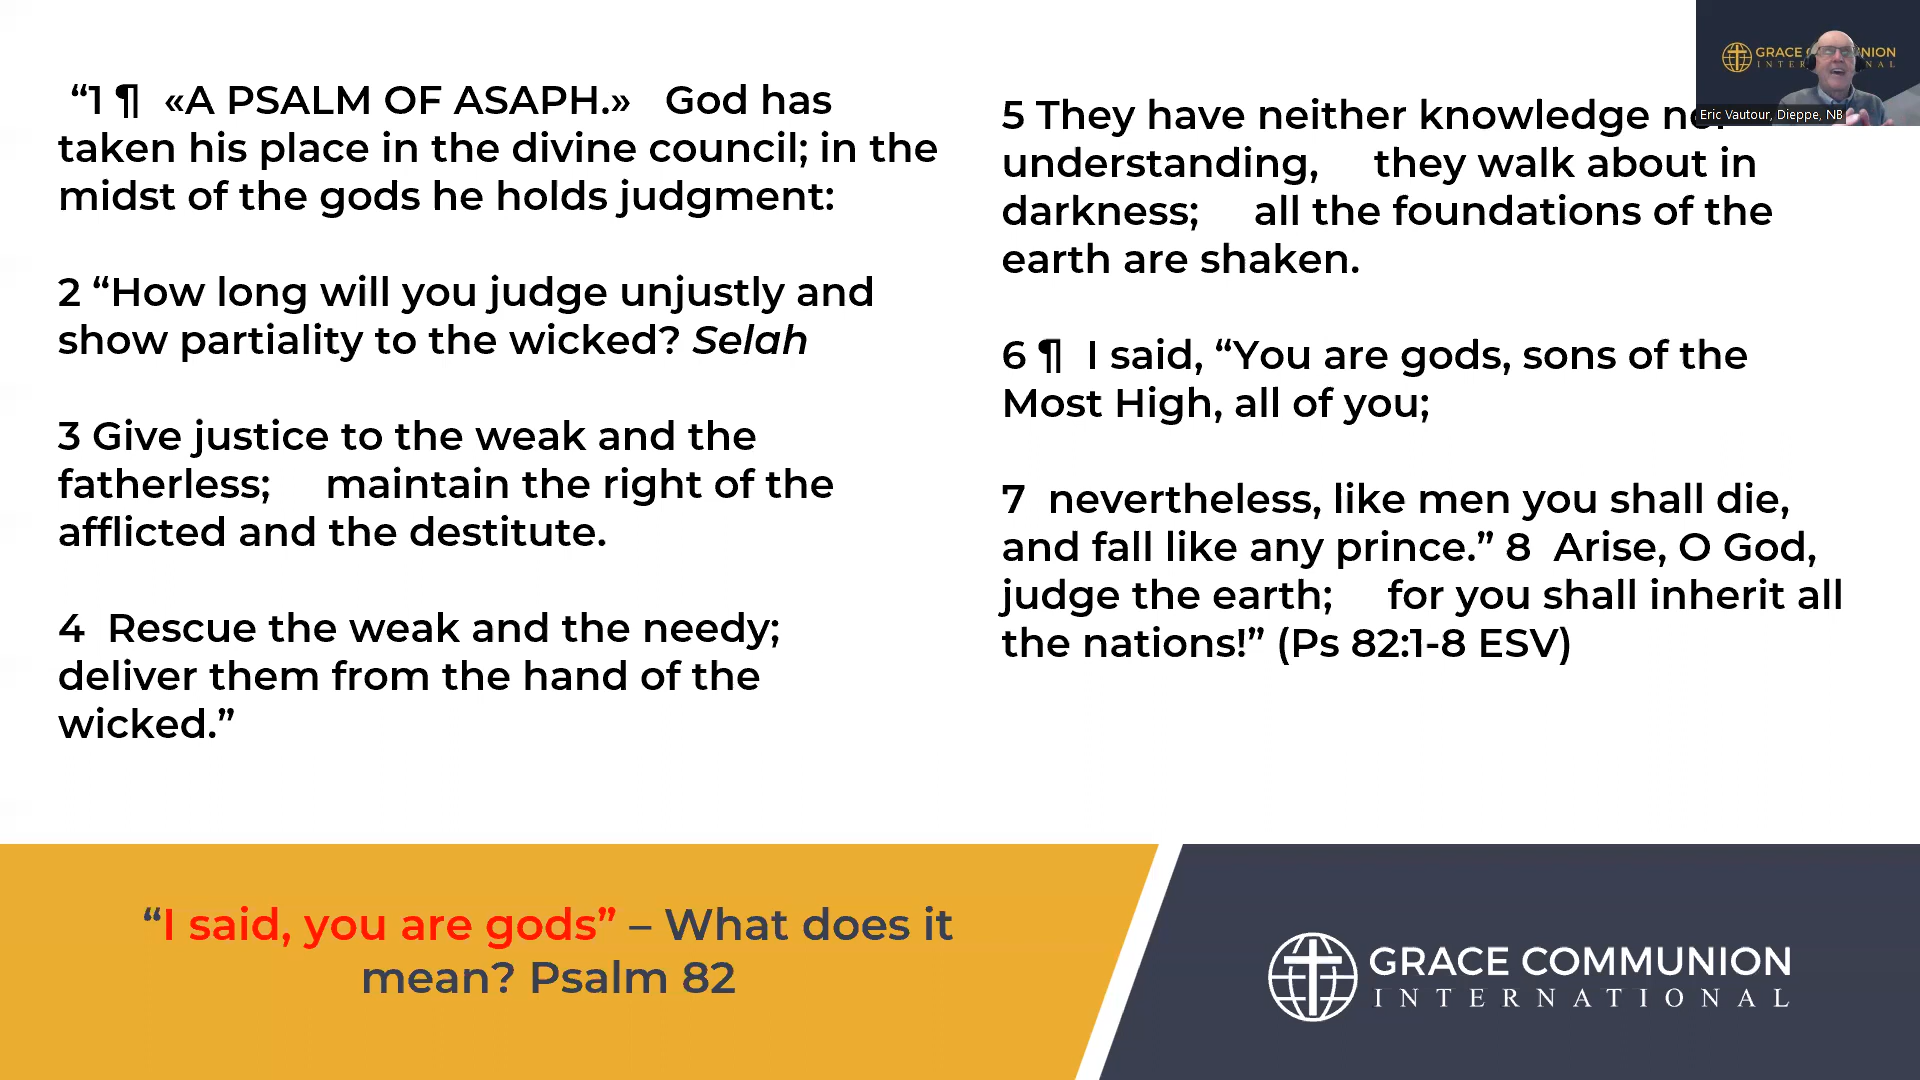 “1 ¶ «A PSALM OF ASAPH.» God has
taken his place in the divine council; in the
midst of the gods he holds judgment:
2 “How long will you judge unjustly and
show partiality to the wicked? Selah
3 Give justice to the weak and the
fatherless; maintain the right of the
afflicted and the destitute.
4 Rescue the weak and the needy;
deliver them from the hand of the
wicked.”
5 They have neither knowledge
understanding, they walk about in
darkness; all the foundations of the
earth are shaken.
6 ¶ I said, “You are gods, sons of the
Most High, all of you;
7 nevertheless, like men you shall die,
and fall like any prince.” 8 Arise, O God,
judge the earth; for you shall inherit all
the nations!” (Ps 82:1-8 ESV)
“I said, you are gods” – What does it
mean? Psalm 82
GRACE COMMUNION
INTERNATIONAL
GRACE
Eric Vautour, Dieppe, NB